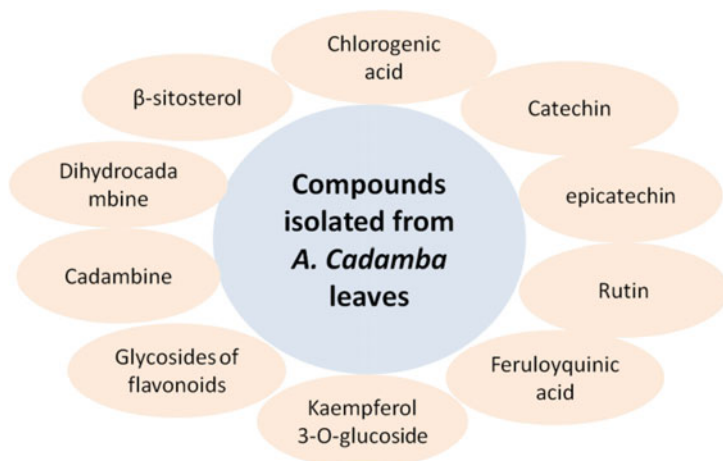 Chlorogenic
acid
Catechin
epicatechin
Rutin
Feruloyquinic
acid
Kaempferol
3-O-glucoside
Glycosides of
flavonoids
Cadambine
Dihydrocada
mbine
β-sitosterol
Compounds
isolated from
A. Cadamba
leaves